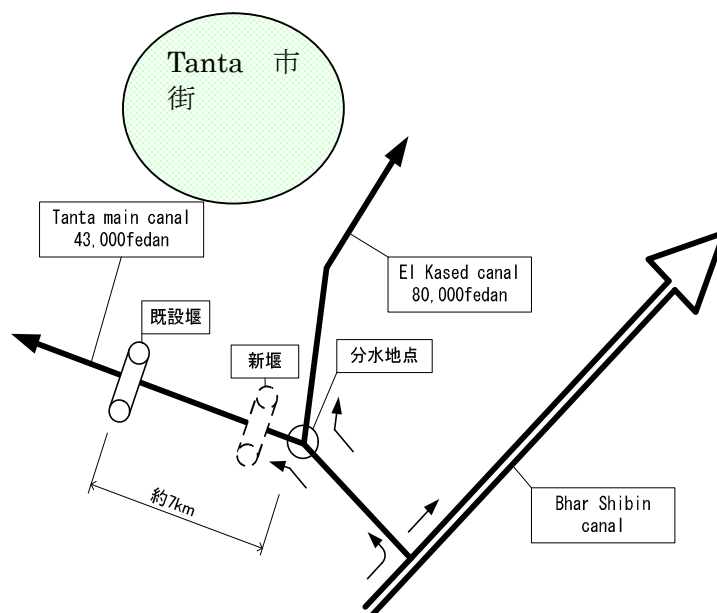 Tanta 市
街
Tanta main canal
43,000fedan
El Kased canal
80,000fedan
既設堰
新堰
分水地点
約7km
Bhar Shibin
canal